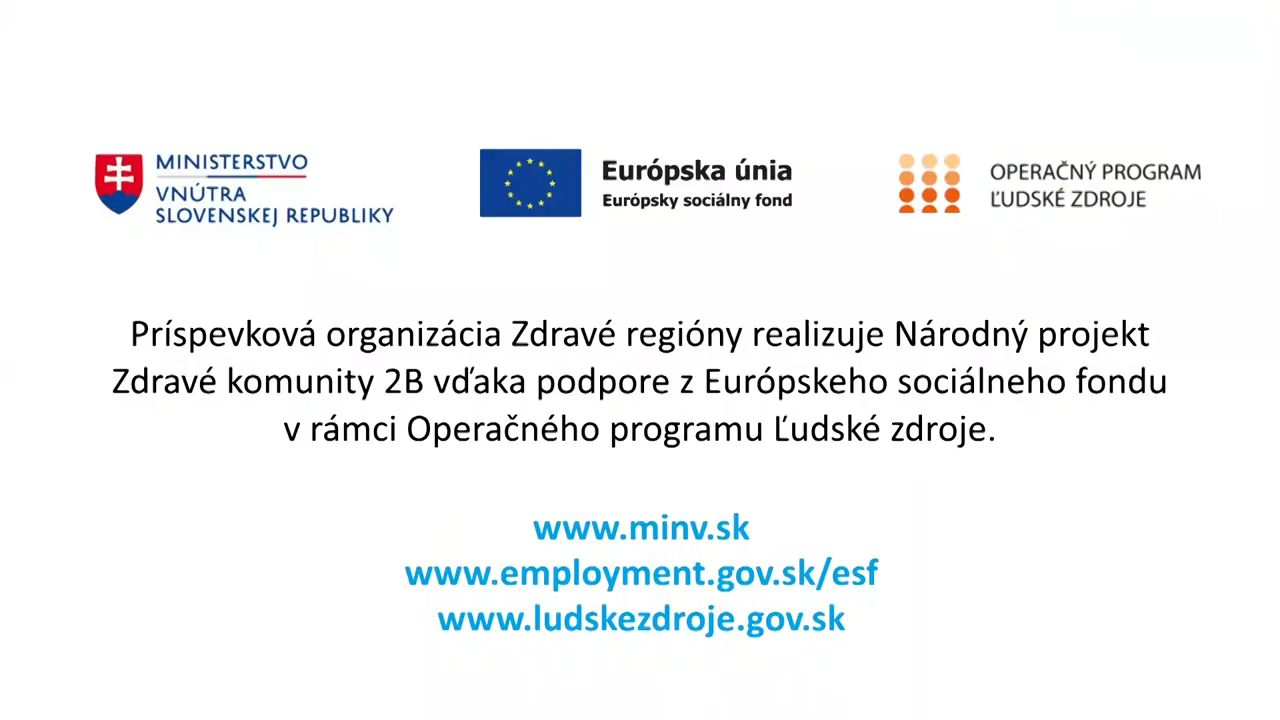 MINISTERSTVO
VNÚTRA
SLOVENSKEJ REPUBLIKY
Európska únia
Európsky sociálny fond
OPERAČNÝ PROGRAM
ĽUDSKÉ ZDROJE
Príspevková organizácia Zdravé regióny realizuje Národný projekt
Zdravé komunity 2B vďaka podpore z Európskeho sociálneho fondu
v rámci Operačného programu Ľudské zdroje.
www.minv.sk
www.employment.gov.sk/esf
www.ludskezdroje.gov.sk